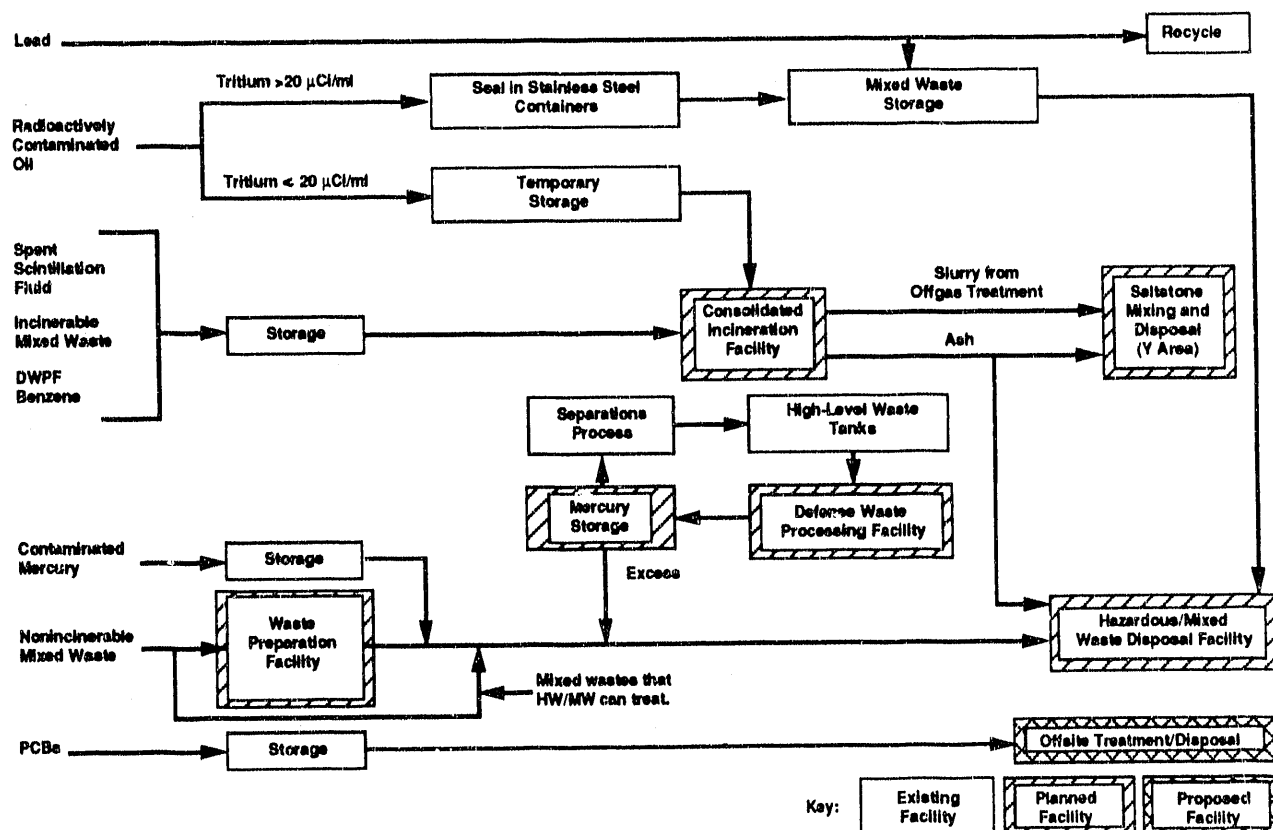 Lead
Recycle
Tritium >20 μCi/ml
Seal in Stainless Steel
Containers
Mixed Waste
Storage
Radioactively
Contaminated
Oil
Tritium < 20 μCi/ml
Temporary
Storage
Spent
Scintillation
Fluid
Incinerable
Mixed Waste
DWPF
Benzene
Storage
Consolidated
Incineration
Facility
Slurry from
Offgas Treatment
Ash
Saltstone
Mixing and
Disposal
(Y Area)
Separations
Process
High-Level Waste
Tanks
Mercury
Storage
Defense Waste
Processing Facility
Contaminated
Mercury
Storage
Excess
Nonincinerable
Mixed Waste
Waste
Preparation
Facility
Hazardous/Mixed
Waste Disposal Facility
Mixed wastes that
HW/MW can treat.
PCBs
Storage
Offsite Treatment/Disposal
Key:
Existing
Facility
Planned
Facility
Proposed
Facility